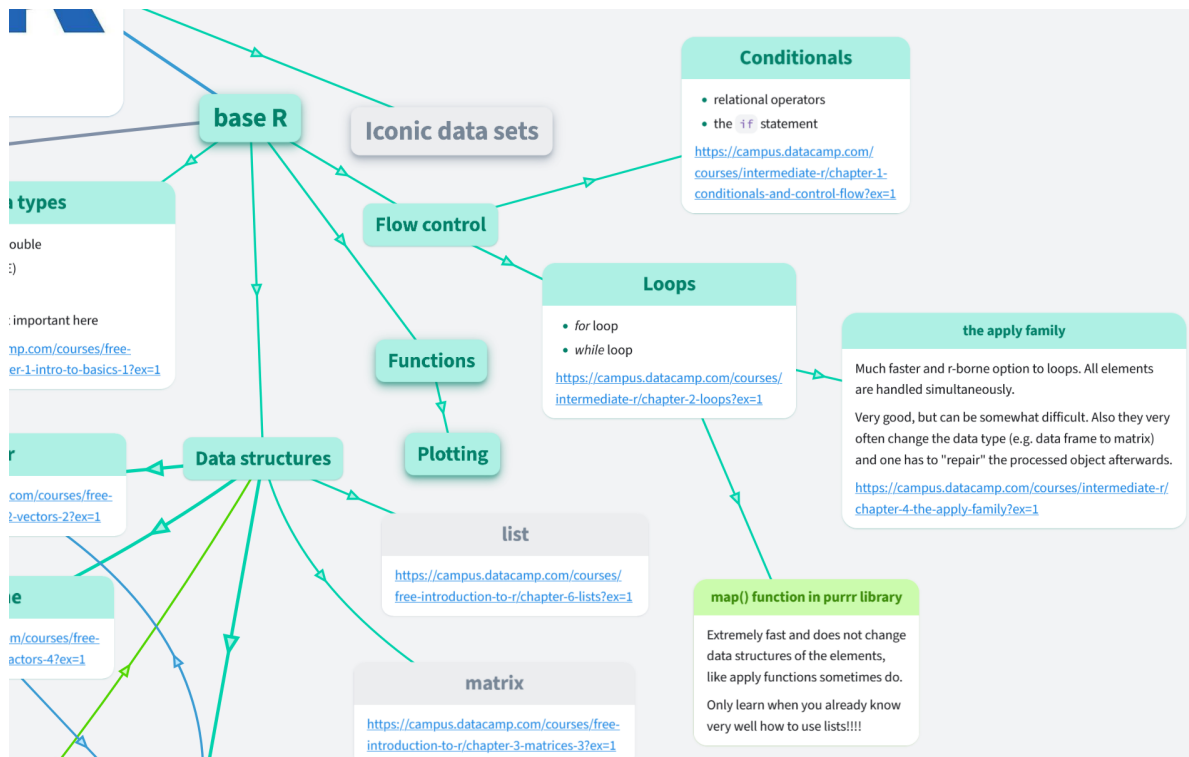 base R
Iconic data sets
Conditionals
relational operators
the if statement
https://campus.datacamp.com/
courses/intermediate-r/chapter-1-
conditionals-and-control-flow?ex=1
types
Flow control
important here
mp.com/courses/free-
er-1-intro-to-basics-1?ex=1
Loops
for loop
while loop
https://campus.datacamp.com/courses/
intermediate-r/chapter-2-loops?ex=1
the apply family
Much faster and r-borne option to loops. All elements
are handled simultaneously.
Very good, but can be somewhat difficult. Also they very
often change the data type (e.g. data frame to matrix)
and one has to "repair" the processed object afterwards.
https://campus.datacamp.com/courses/intermediate-r/
chapter-4-the-apply-family?ex=1
Functions
Plotting
Data structures
com/courses/free-
2-vectors-2?ex=1
list
https://campus.datacamp.com/courses/
free-introduction-to-r/chapter-6-lists?ex=1
m/courses/free-
actors-4?ex=1
matrix
https://campus.datacamp.com/courses/free-
introduction-to-r/chapter-3-matrices-3?ex=1
map() function in purrr library
Extremely fast and does not change
data structures of the elements,
like apply functions sometimes do.
Only learn when you already know
very well how to use lists!!!!